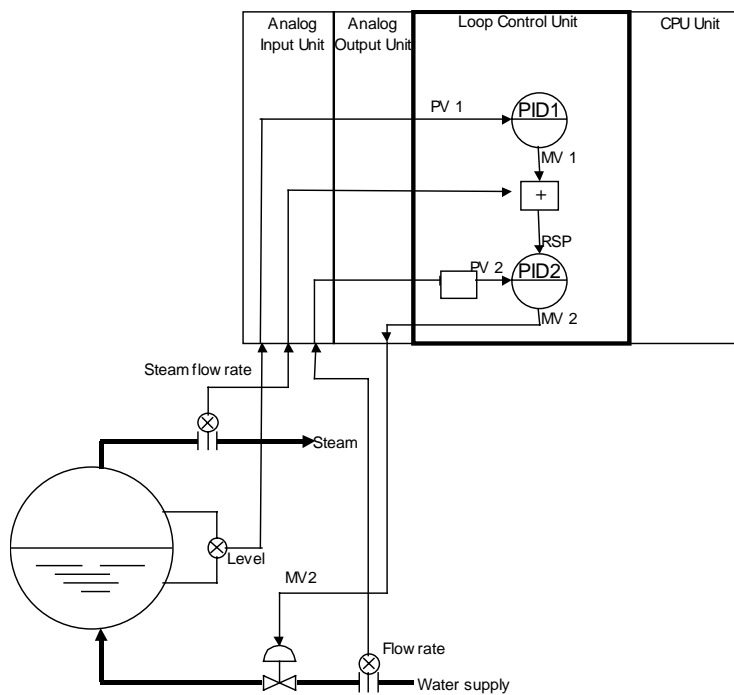 Analog
Input Unit
Analog
Output Unit
Loop Control Unit
CPU Unit
PV 1
PID1
MV 1
+
RSP
PV 2
PID2
MV 2
Steam flow rate
Steam
Level
MV2
Flow rate
Water supply